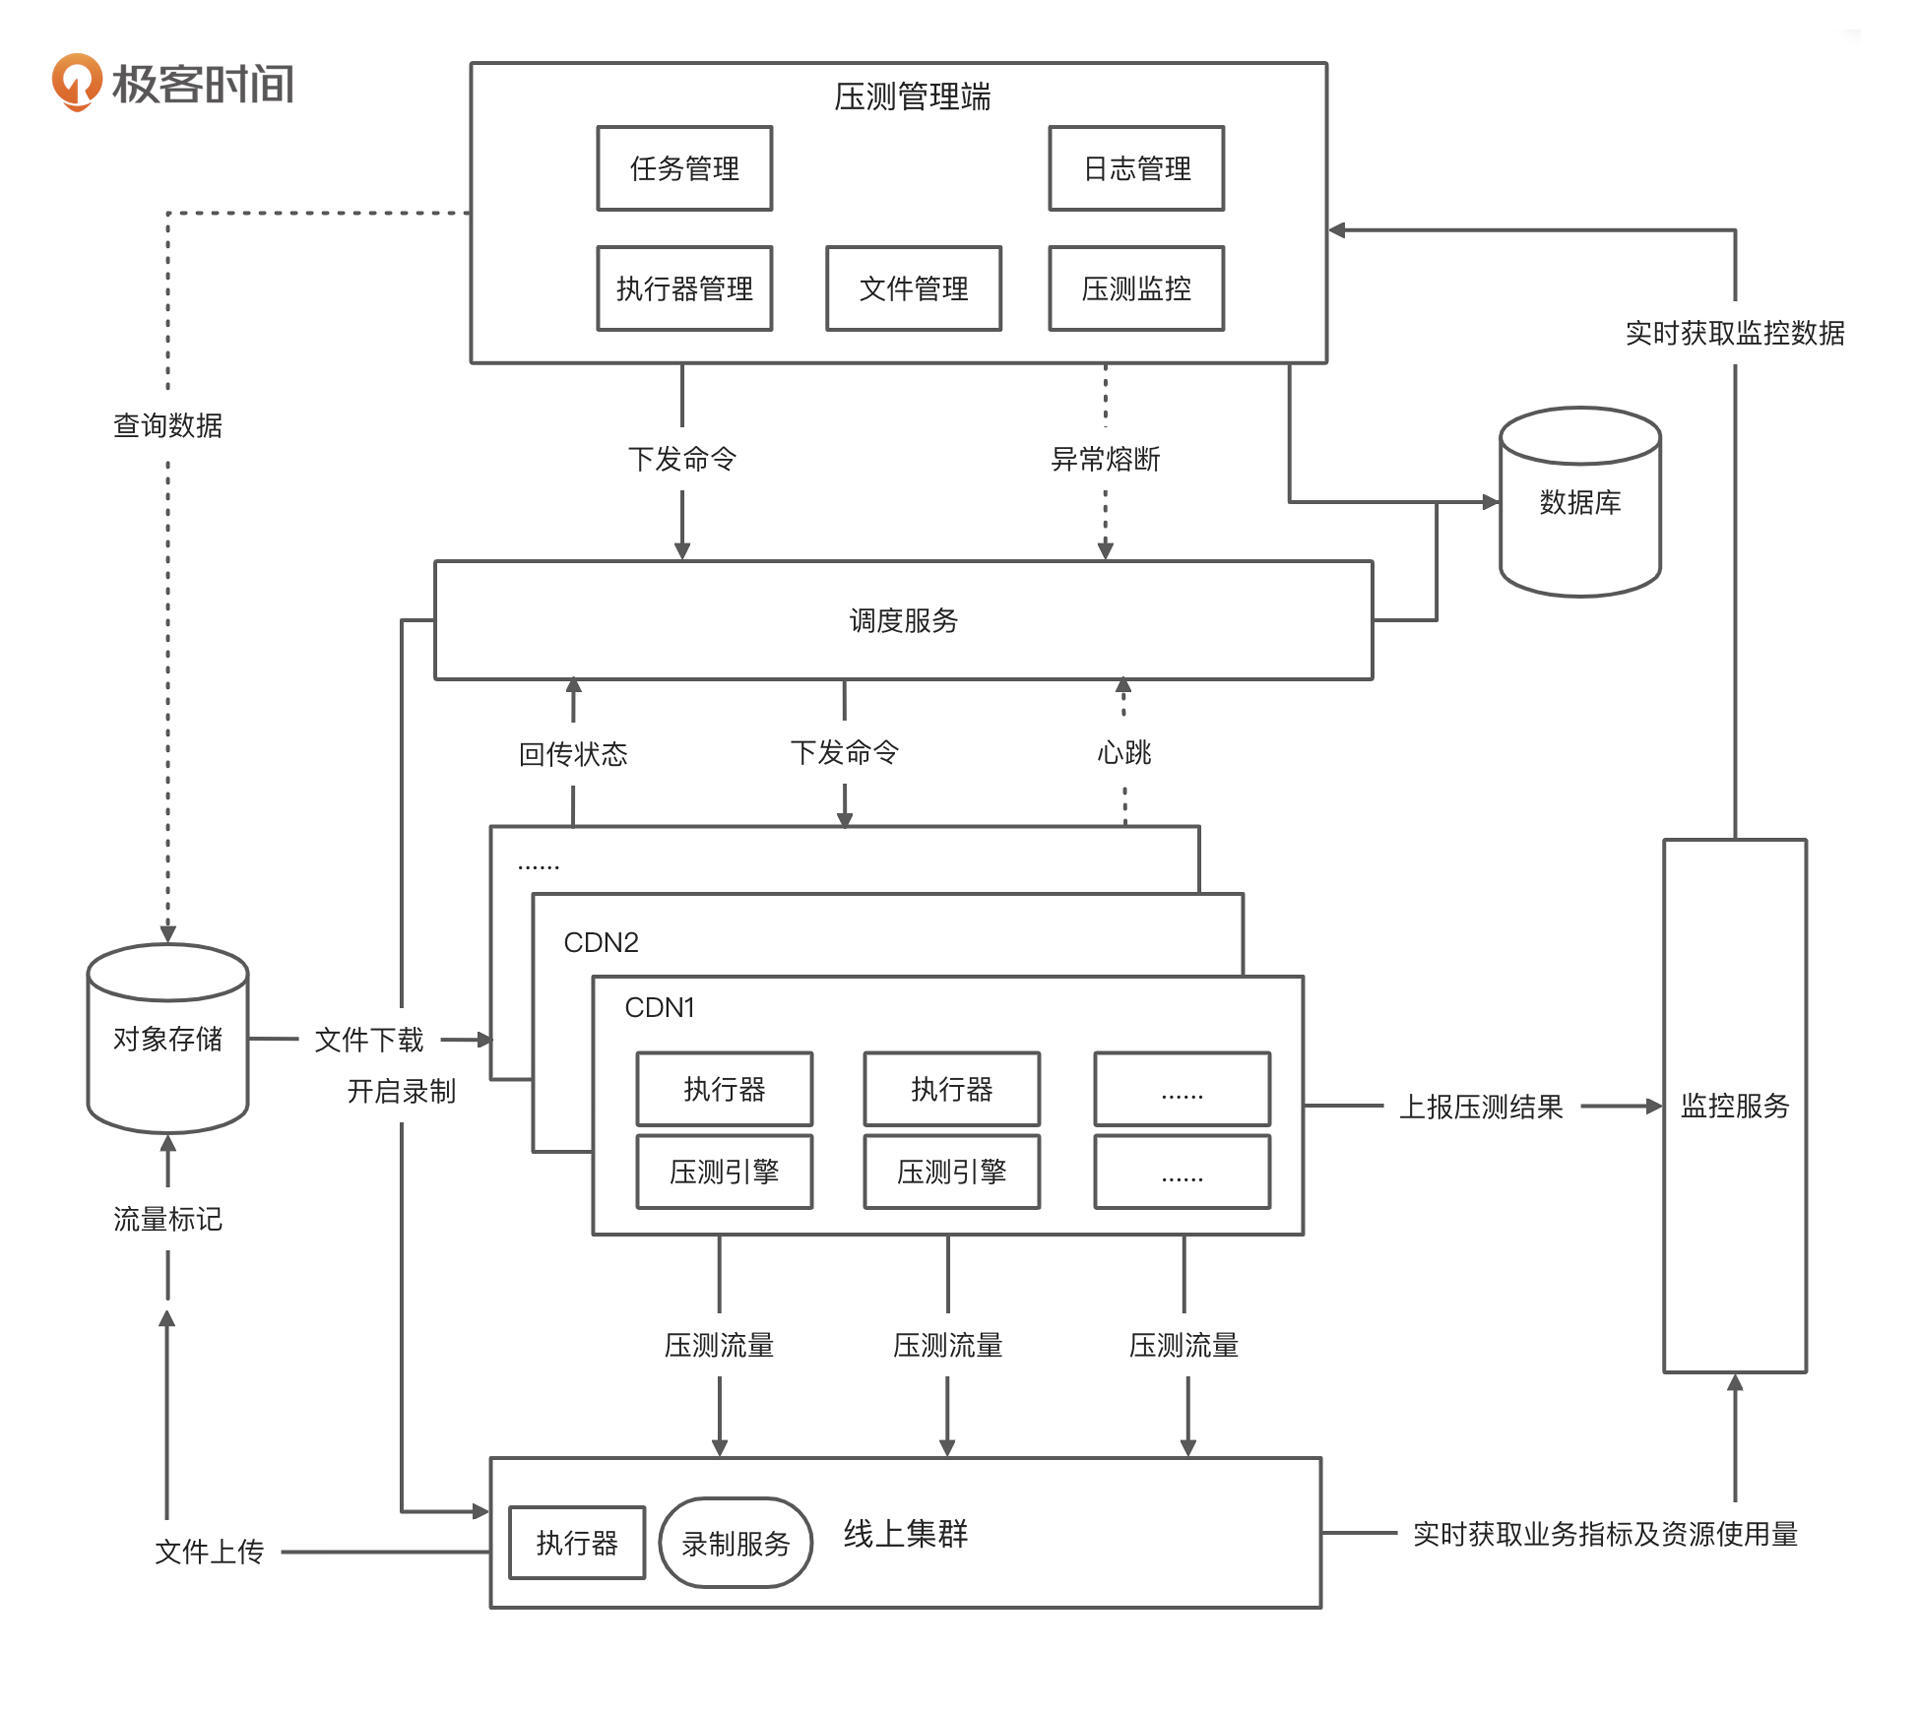 极客时间
压测管理端
任务管理
日志管理
执行器管理
文件管理
压测监控
实时获取监控数据
查询数据
下发命令
异常熔断
数据库
调度服务
回传状态
下发命令
心跳
......
CDN2
CDN1
对象存储
文件下载
开启录制
执行器
执行器
......
压测引擎
压测引擎
......
上报压测结果
监控服务
流量标记
压测流量
压测流量
压测流量
执行器
录制服务
线上集群
文件上传
实时获取业务指标及资源使用量